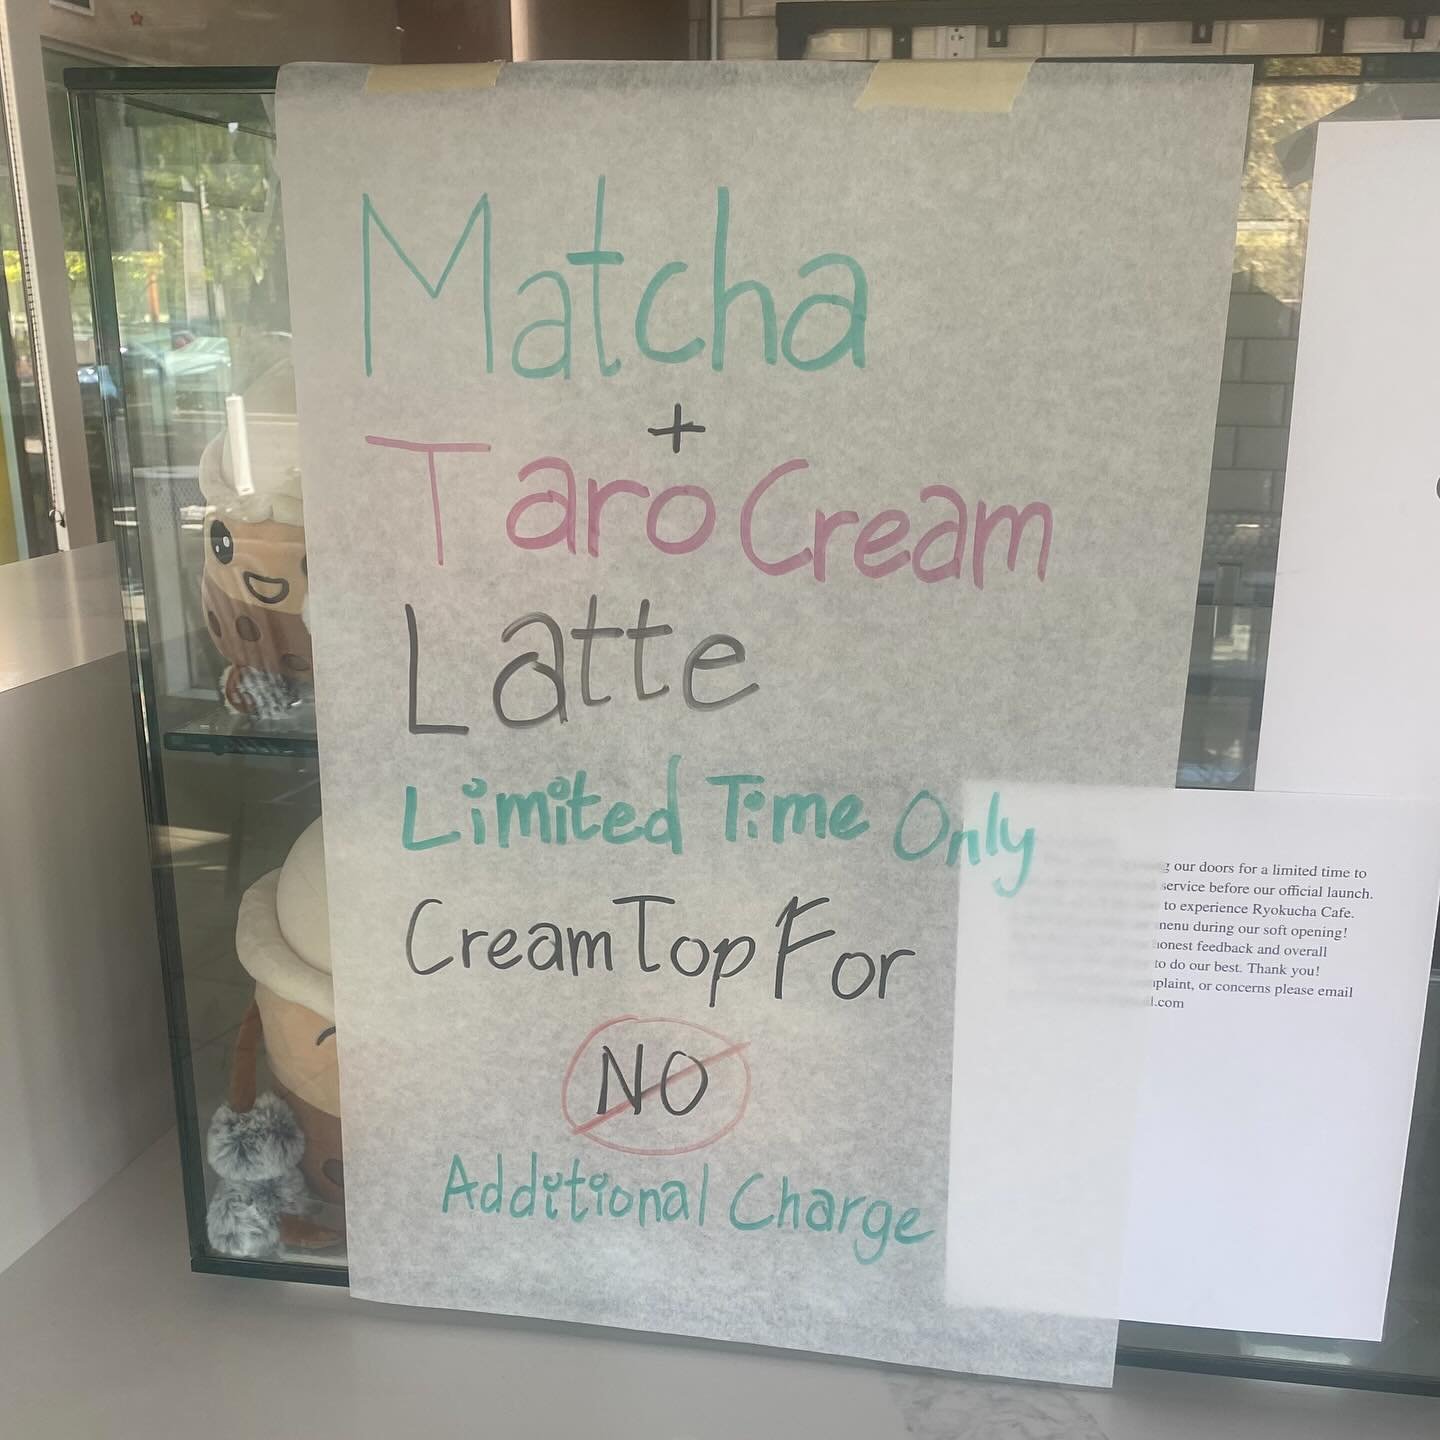 Matcha
+
Taro Cream
Latte
Limited Time Only
Cream Top For
NO
Additional Charge
our doors for a limited time to
service before our official launch.
to experience Ryokucha Cafe.
menu during our soft opening!
honest feedback and overall
to do our best. Thank you!
or concerns please email
.com